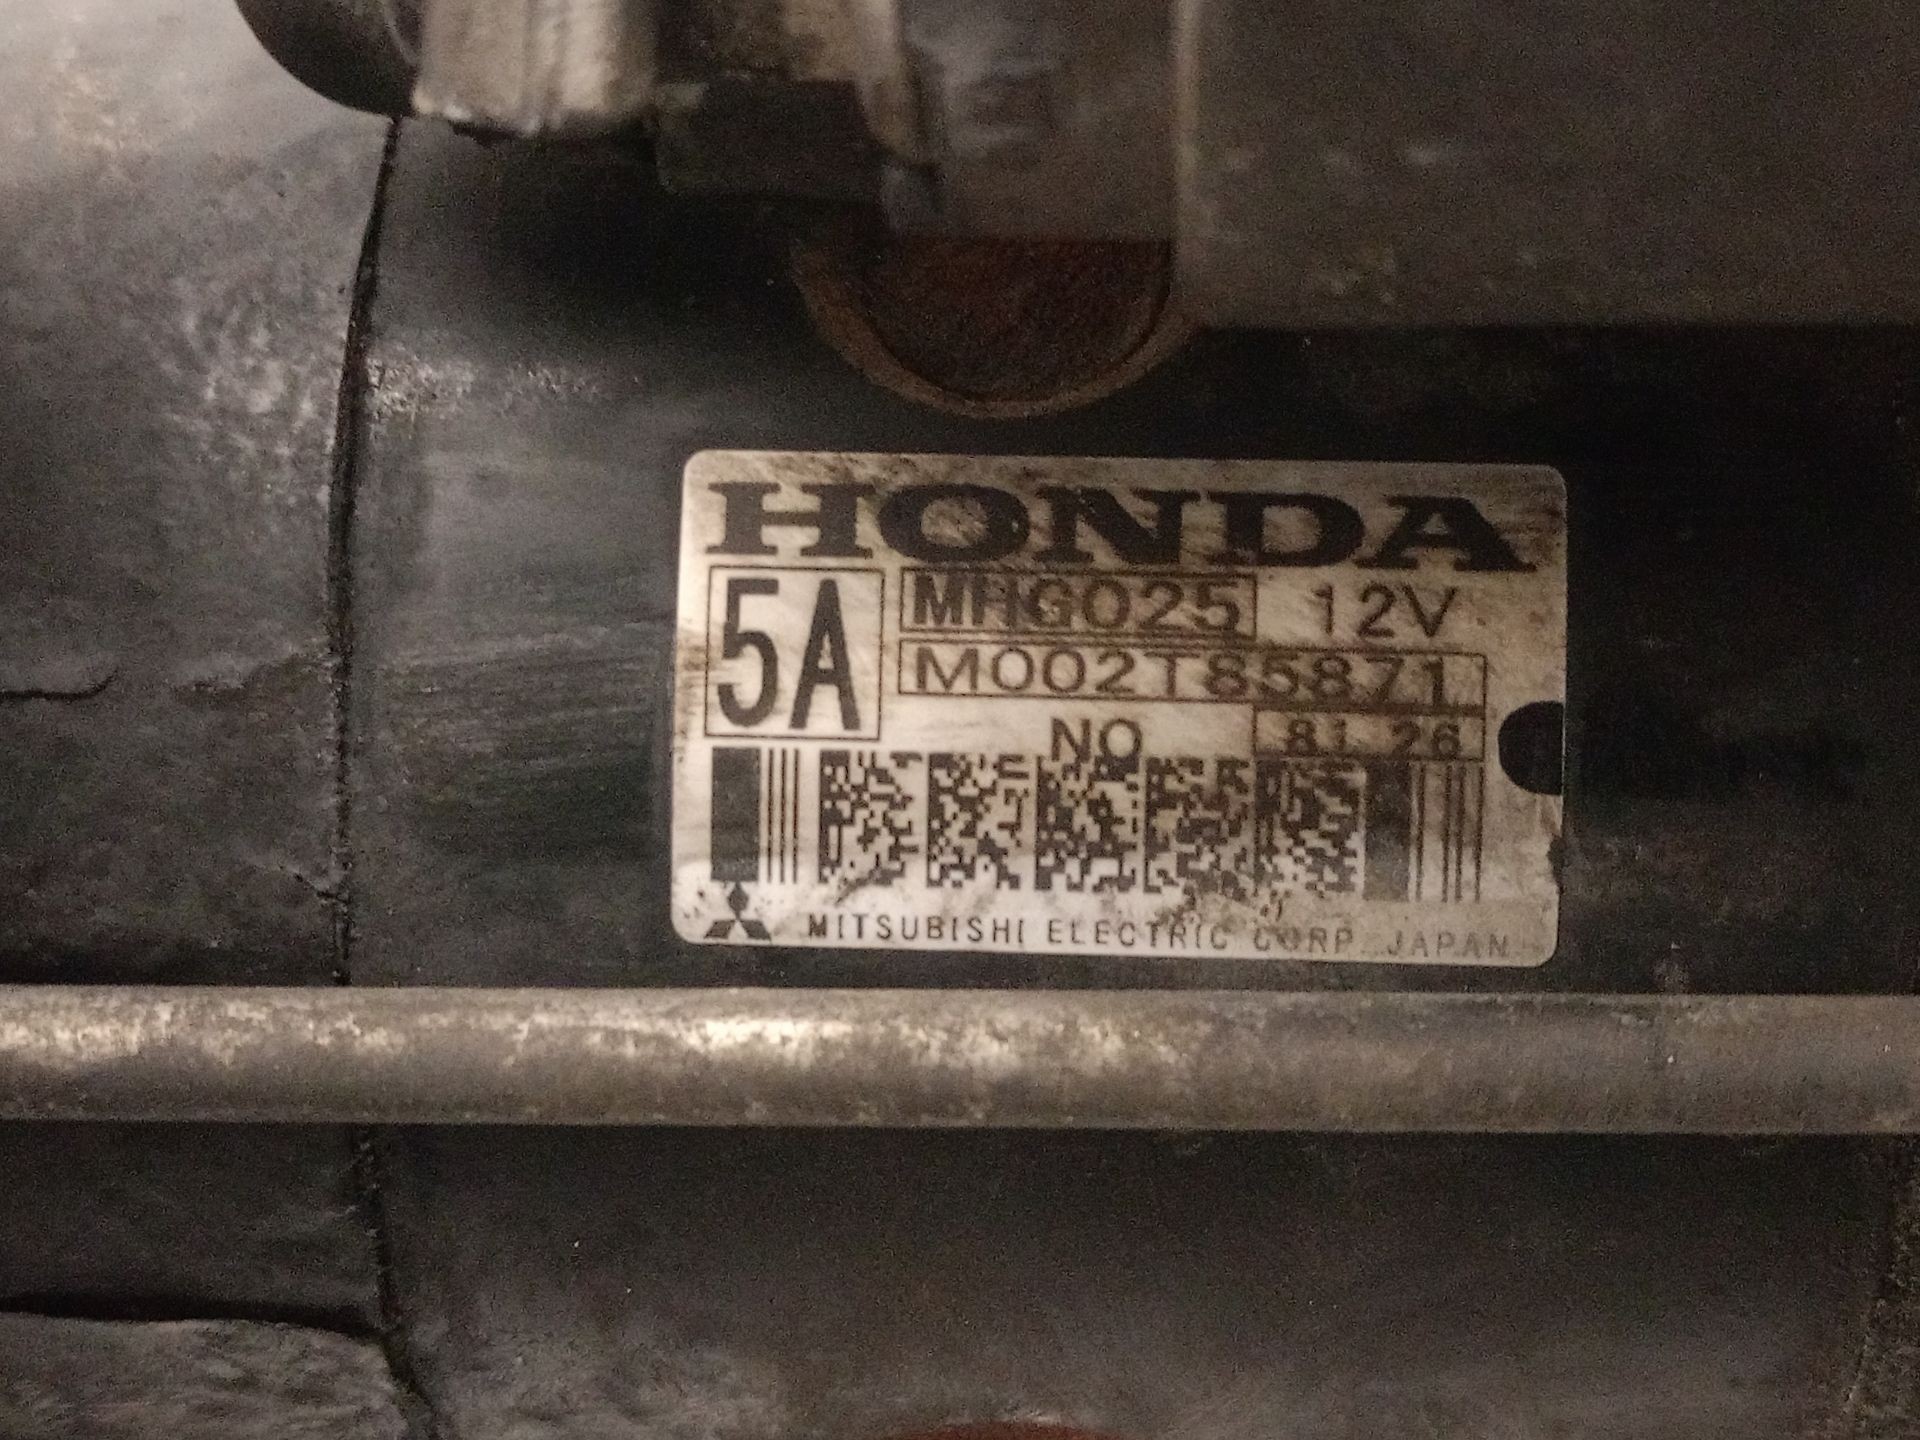 HONDA
5A
MHG025 12V
M002T85871
NO 81 26
MITSUBISHI ELECTRIC CORP. JAPAN